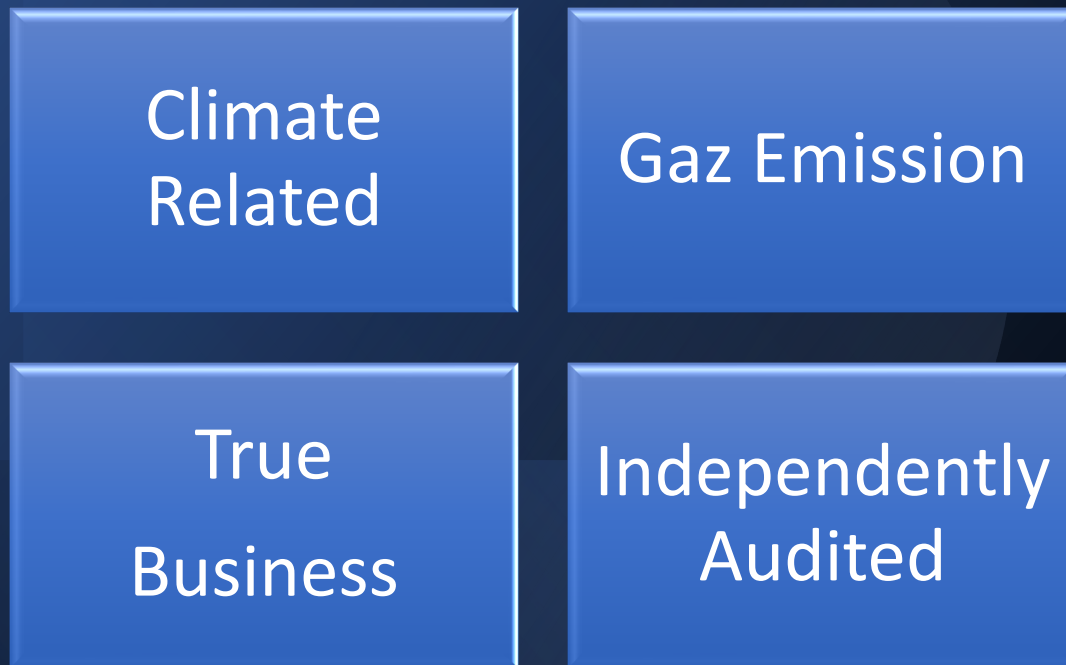 Climate
Related
Gaz Emission
True
Business
Independently
Audited